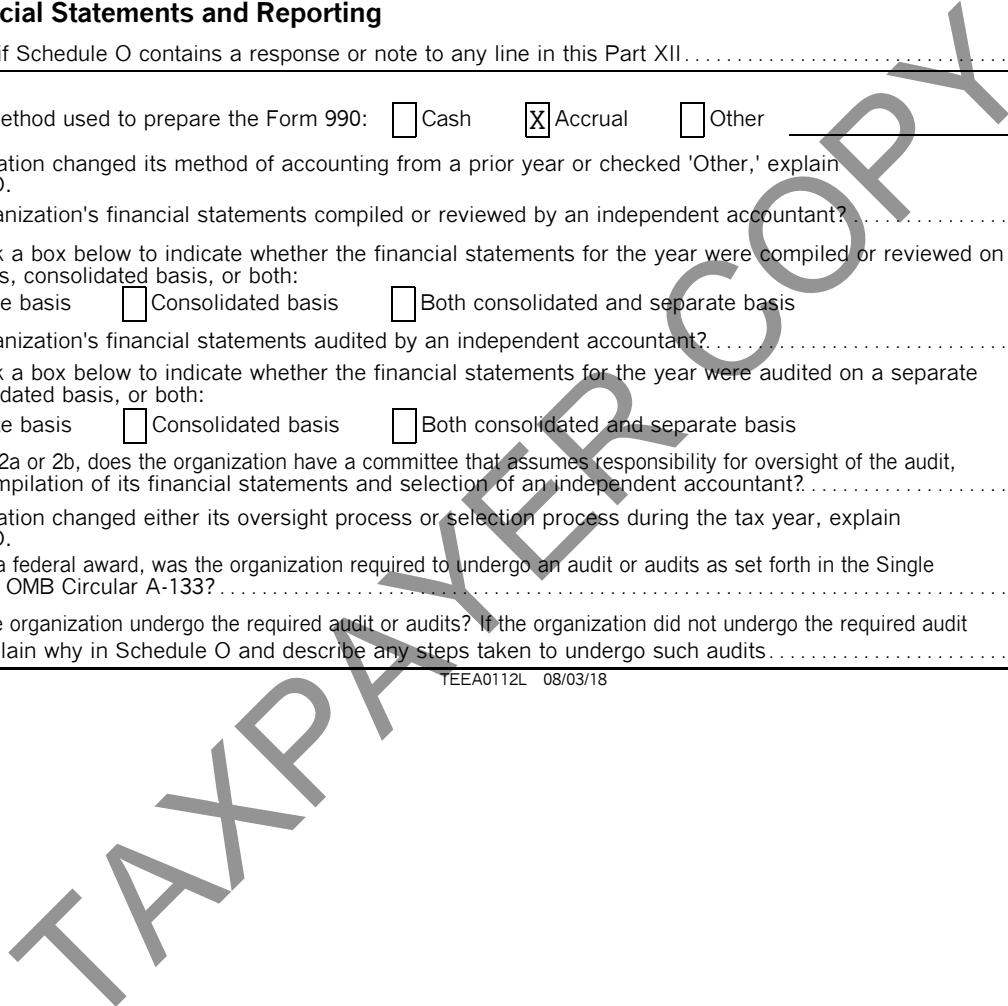 cial Statements and Reporting
if Schedule O contains a response or note to any line in this Part XII
ethod used to prepare the Form 990: Cash X Accrual Other
ation changed its method of accounting from a prior year or checked 'Other,' explain
O.
anization's financial statements compiled or reviewed by an independent accountant?
k a box below to indicate whether the financial statements for the year were compiled or reviewed on
s, consolidated basis, or both:
e basis Consolidated basis Both consolidated and separate basis
anization's financial statements audited by an independent accountant?
k a box below to indicate whether the financial statements for the year were audited on a separate
dated basis, or both:
te basis Consolidated basis Both consolidated and separate basis
2a or 2b, does the organization have a committee that assumes responsibility for oversight of the audit,
mpilation of its financial statements and selection of an independent accountant?
ation changed either its oversight process or selection process during the tax year, explain
O.
a federal award, was the organization required to undergo an audit or audits as set forth in the Single
OMB Circular A-133?
e organization undergo the required audit or audits? If the organization did not undergo the required audit
lain why in Schedule O and describe any steps taken to undergo such audits
TEEA0112L 08/03/18
TAXPAYER COPY